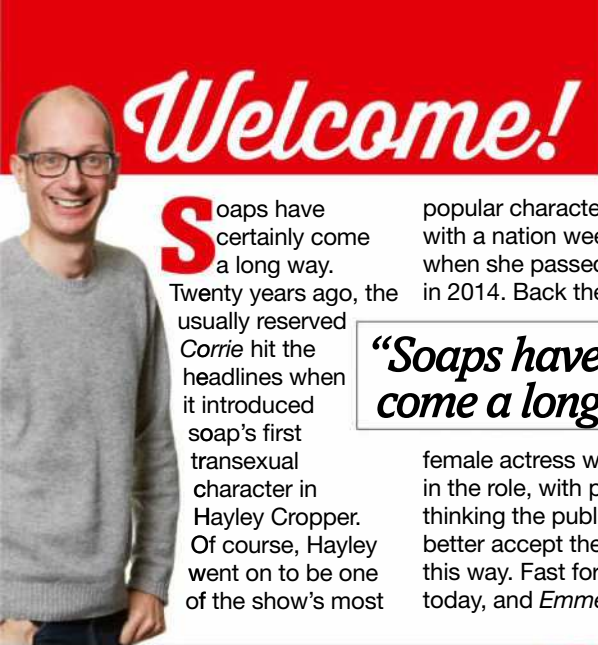 Welcome!
Soaps have
certainly come
a long way.
Twenty years ago, the
usually reserved
Corrie hit the
headlines when
it introduced
soap's first
transexual
character in
Hayley Cropper.
Of course, Hayley
went on to be one
of the show's most
popular characte
with a nation wee
when she passed
in 2014. Back the
"Soaps have
come a long
female actress w
in the role, with p
thinking the publ
better accept the
this way. Fast for
today, and Emme